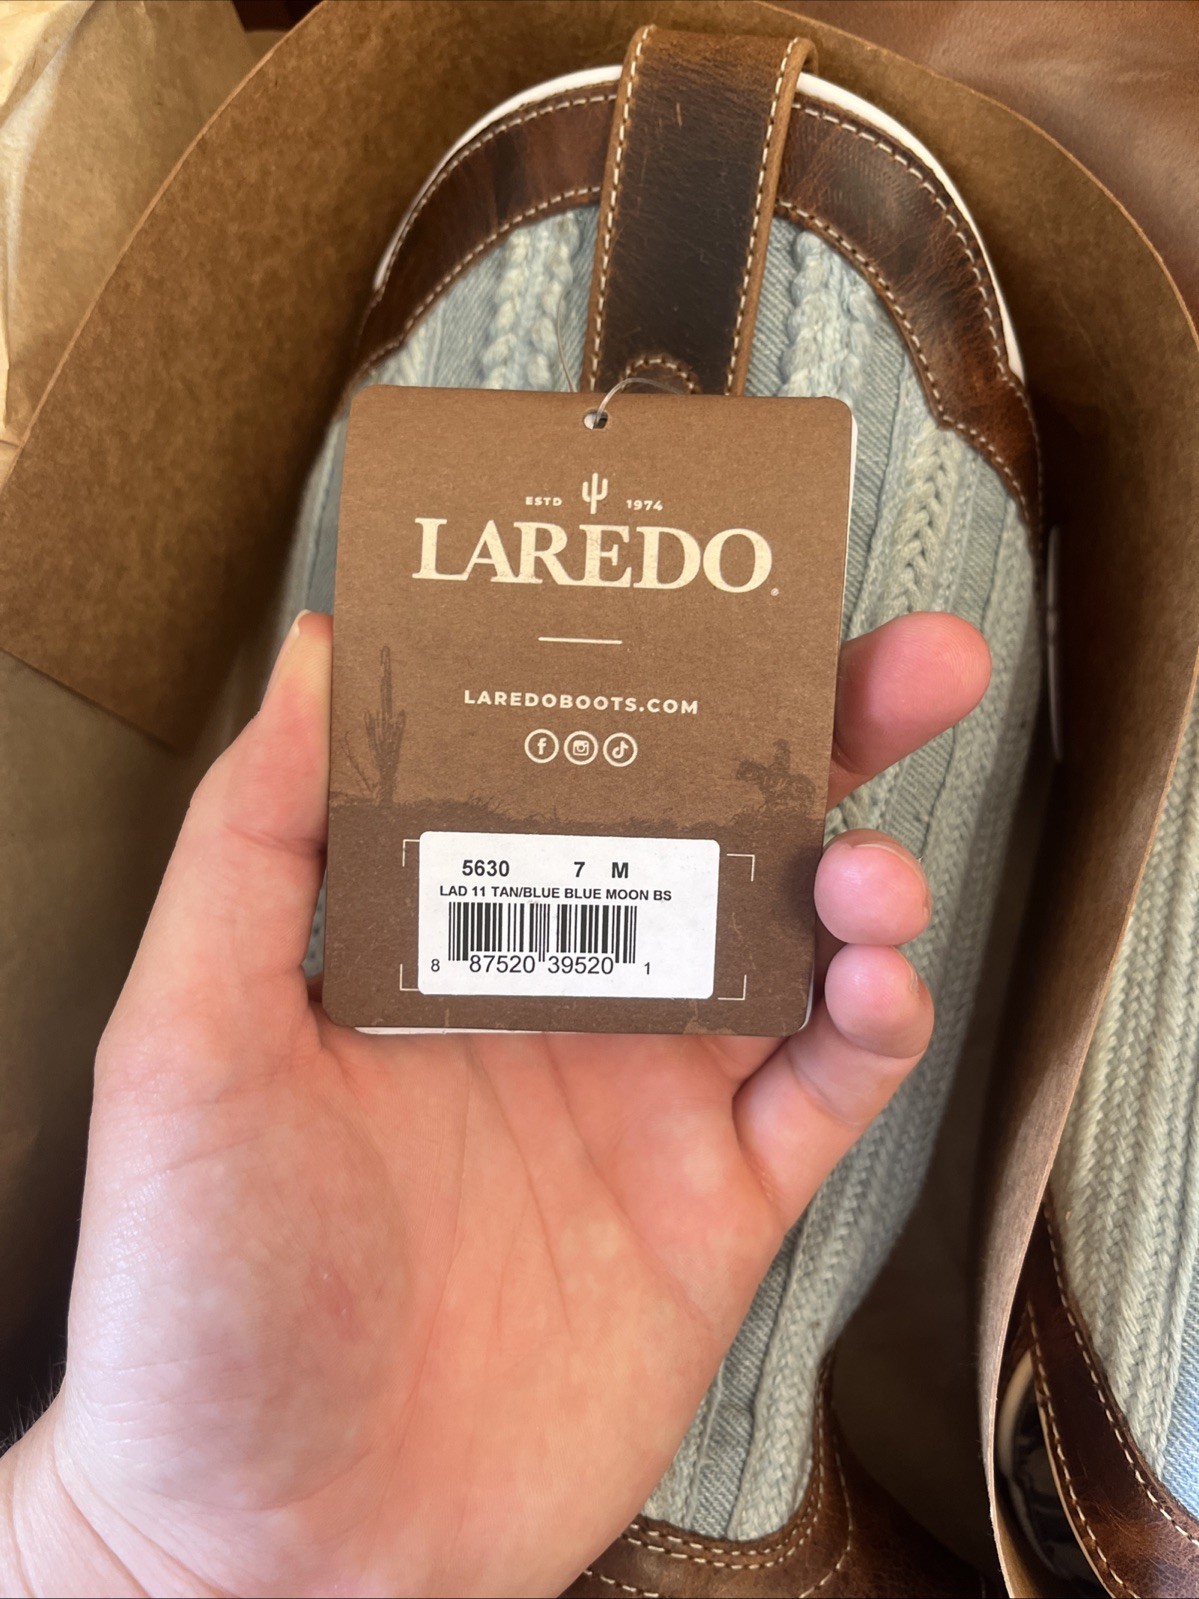 ESTD 1974
LAREDO®
LAREDOBOOTS.COM
5630 7 M
LAD 11 TAN/BLUE BLUE MOON BS
8 87520 39520 1